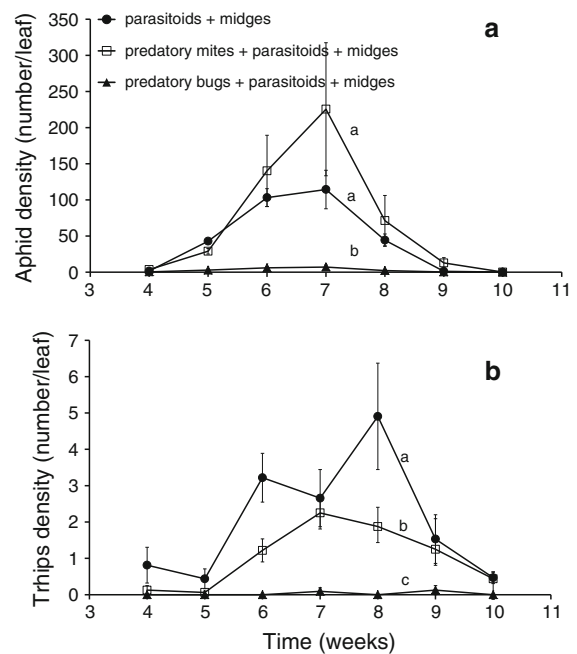 350
a
parasitoids + midges
300
predatory mites + parasitoids + midges
250
predatory bugs + parasitoids + midges
200
150
100
50
0
Aphid density (number/leaf)
a
a
b
3 4 5 6 7 8 9 10 11
7
b
6
5
4
3
2
1
0
Trhips density (number/leaf)
a
b
c
3 4 5 6 7 8 9 10 11
Time (weeks)